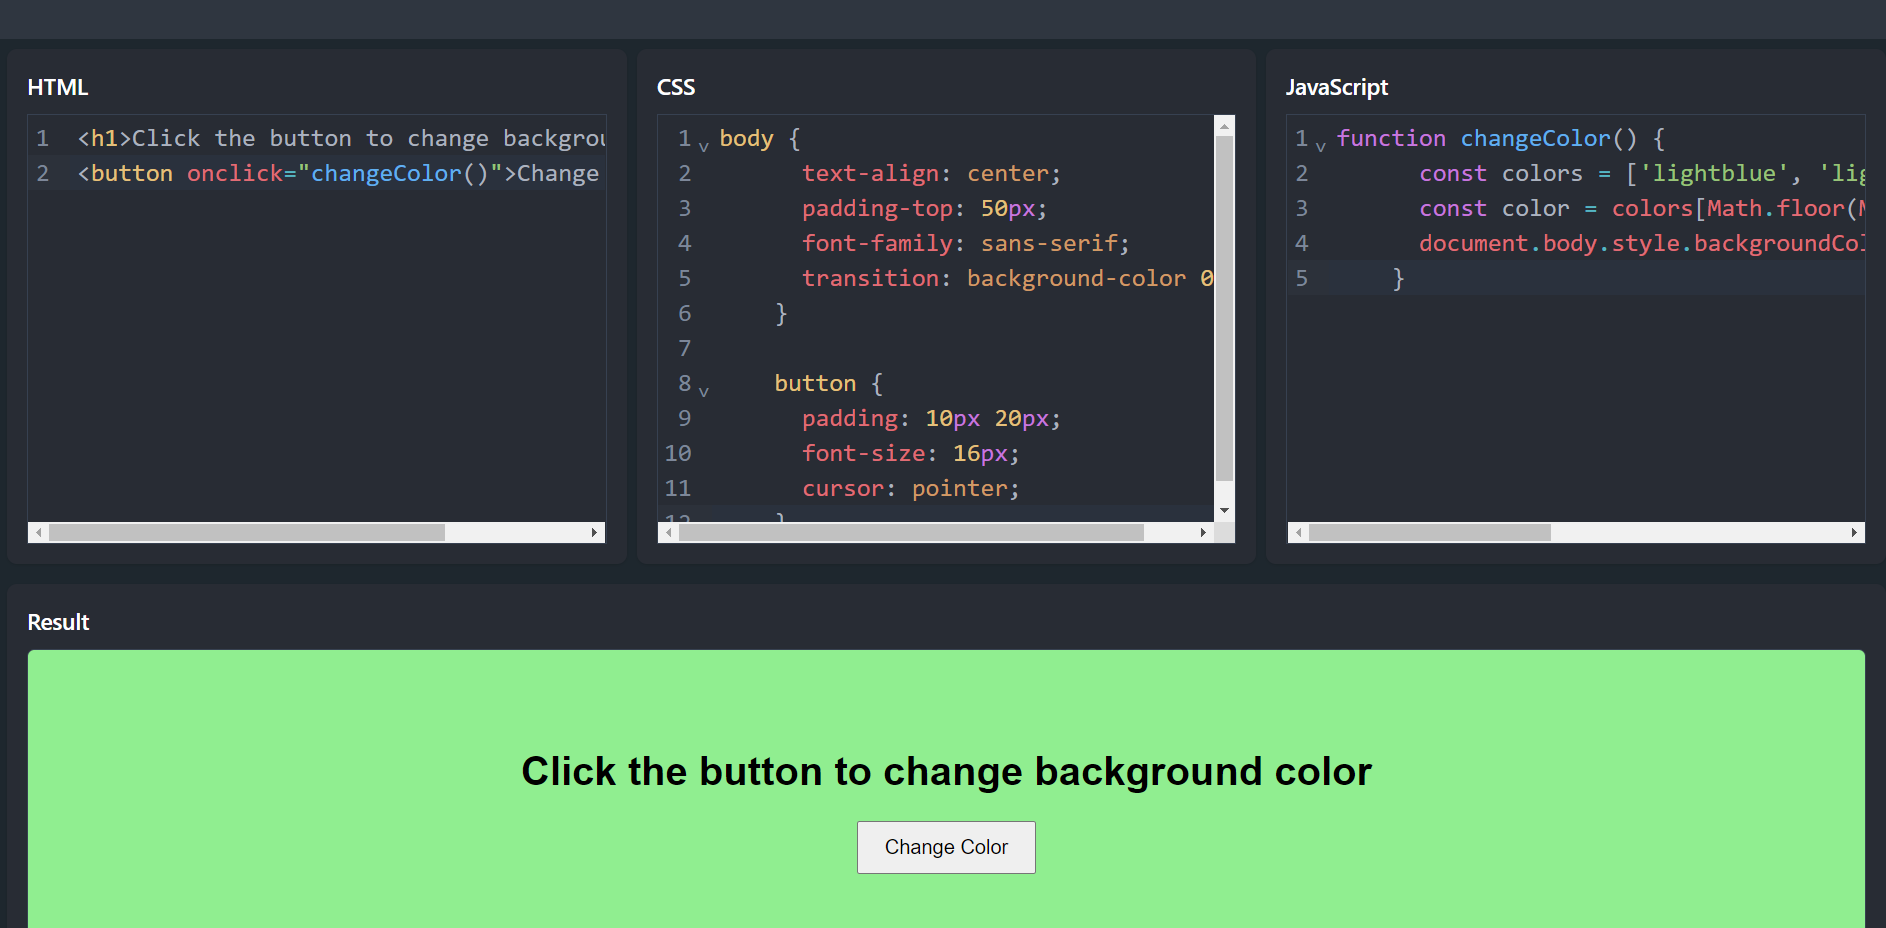 HTML
1 <h1>Click the button to change
2 <button onclick="changeColor()">Change
CSS
1 body {
2 text-align: center;
3 padding-top: 50px;
4 font-family: sans-serif;
5 transition: background-color 0
6 }
7
8 button {
9 padding: 10px 20px;
10 font-size: 16px;
11 cursor: pointer;
12 }
JavaScript
1 function changeColor() {
2 const colors = ['lightblue',
3 const color = colors[Math.floor(
4 document.body.style.
5 }
Result
Click the button to change background color
Change Color